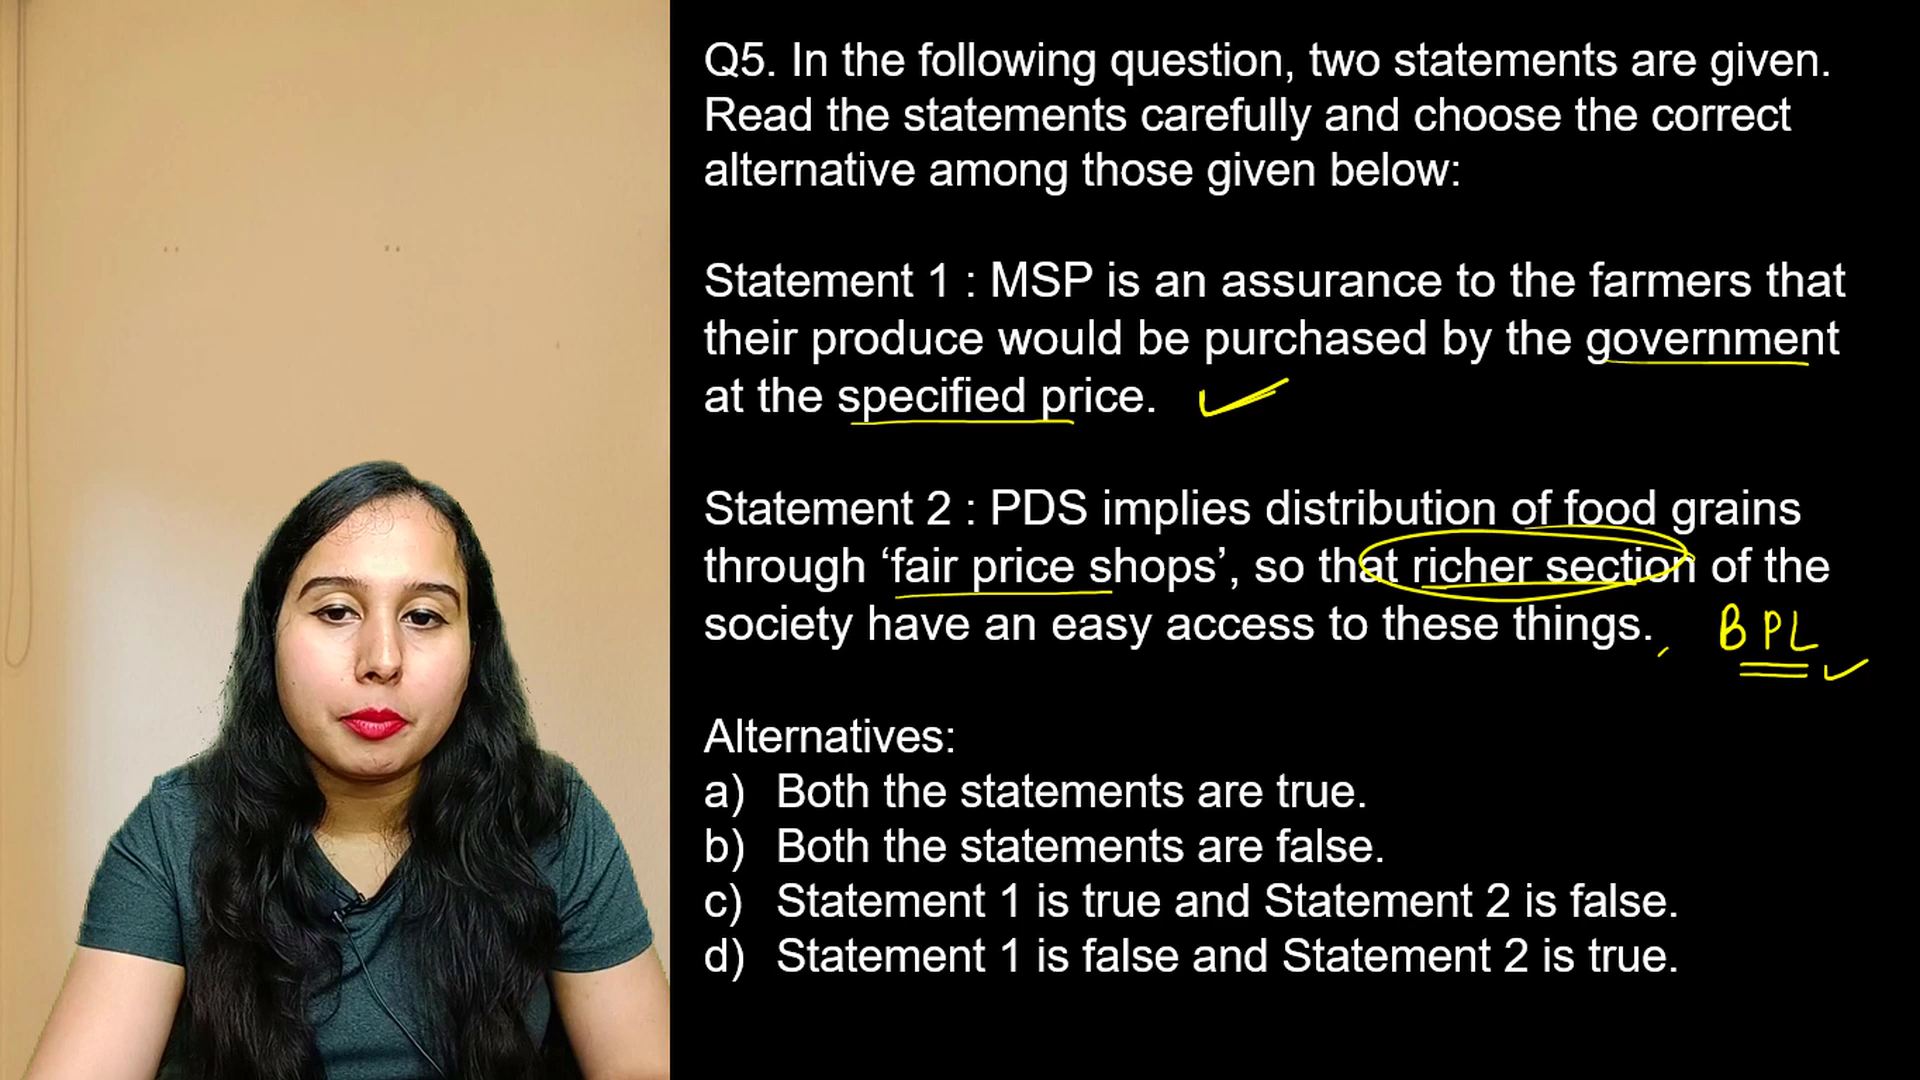 Q5. In the following question, two statements are given.
Read the statements carefully and choose the correct
alternative among those given below:
Statement 1 : MSP is an assurance to the farmers that
their produce would be purchased by the government
at the specified price.
Statement 2 : PDS implies distribution of food grains
through ‘fair price shops’, so that richer section of the
society have an easy access to these things.
BPL
Alternatives:
a) Both the statements are true.
b) Both the statements are false.
c) Statement 1 is true and Statement 2 is false.
d) Statement 1 is false and Statement 2 is true.